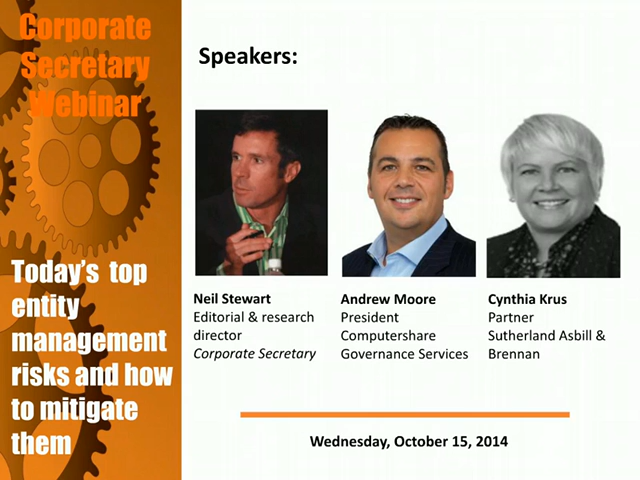 Corporate
Secretary
Webinar
Today's top
entity
management
risks and how
to mitigate
them
Speakers:
Neil Stewart
Editorial & research
director
Corporate Secretary
Andrew Moore
President
Computershare
Governance Services
Cynthia Krus
Partner
Sutherland Asbill &
Brennan
Wednesday, October 15, 2014